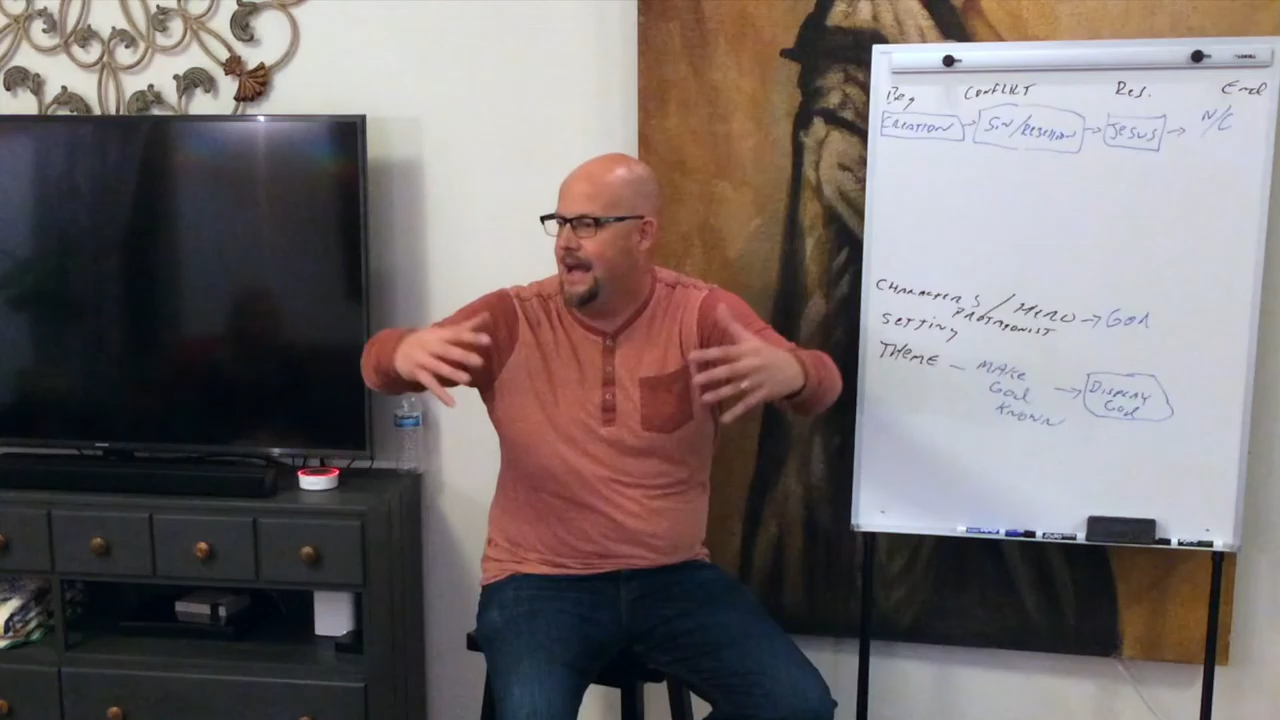 Beg CONFLICT Res. End
CREATION → SIN/REBELLION → JESUS → N/C
CHARACTERS / HERO → GOD
PROTAGONIST
SETTING
THEME - MAKE → DISPLAY
GOD GOD
KNOWN